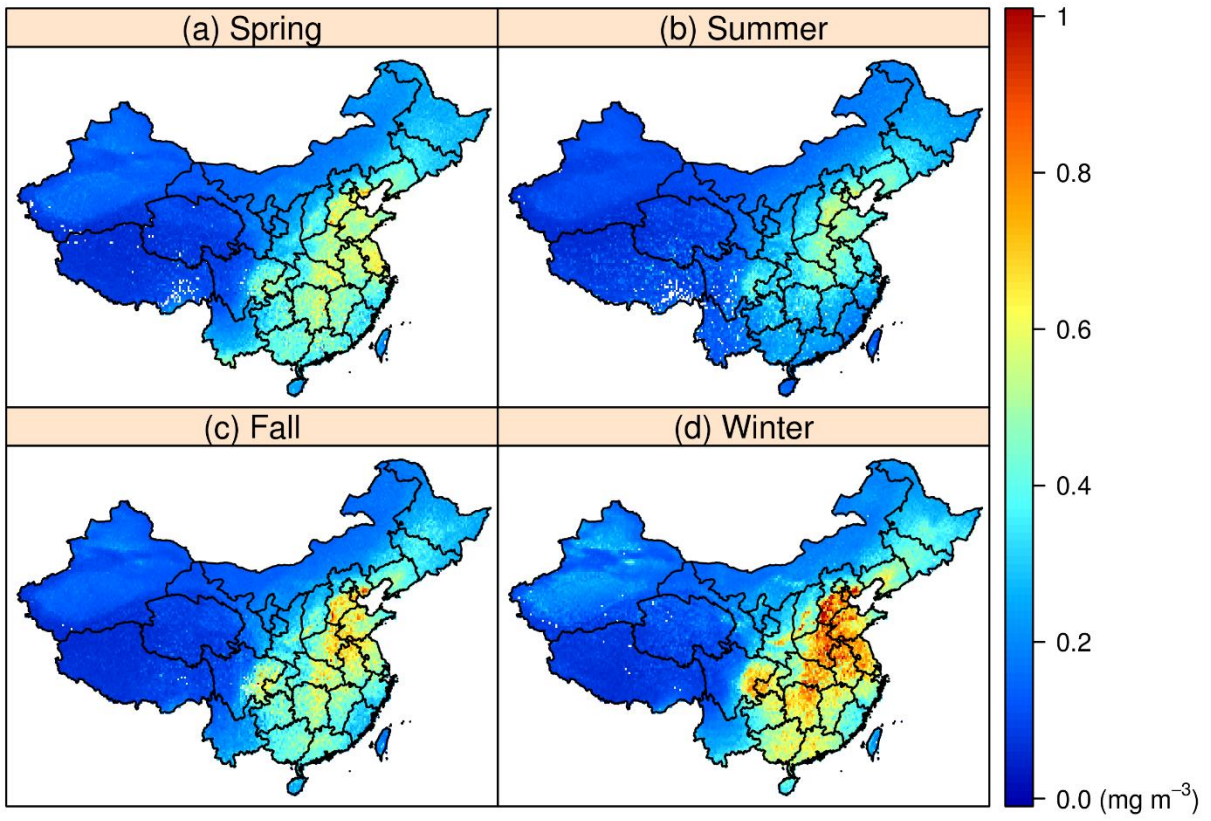 (a) Spring
(b) Summer
(c) Fall
(d) Winter
1
0.8
0.6
0.4
0.2
0.0 (mg m⁻³)